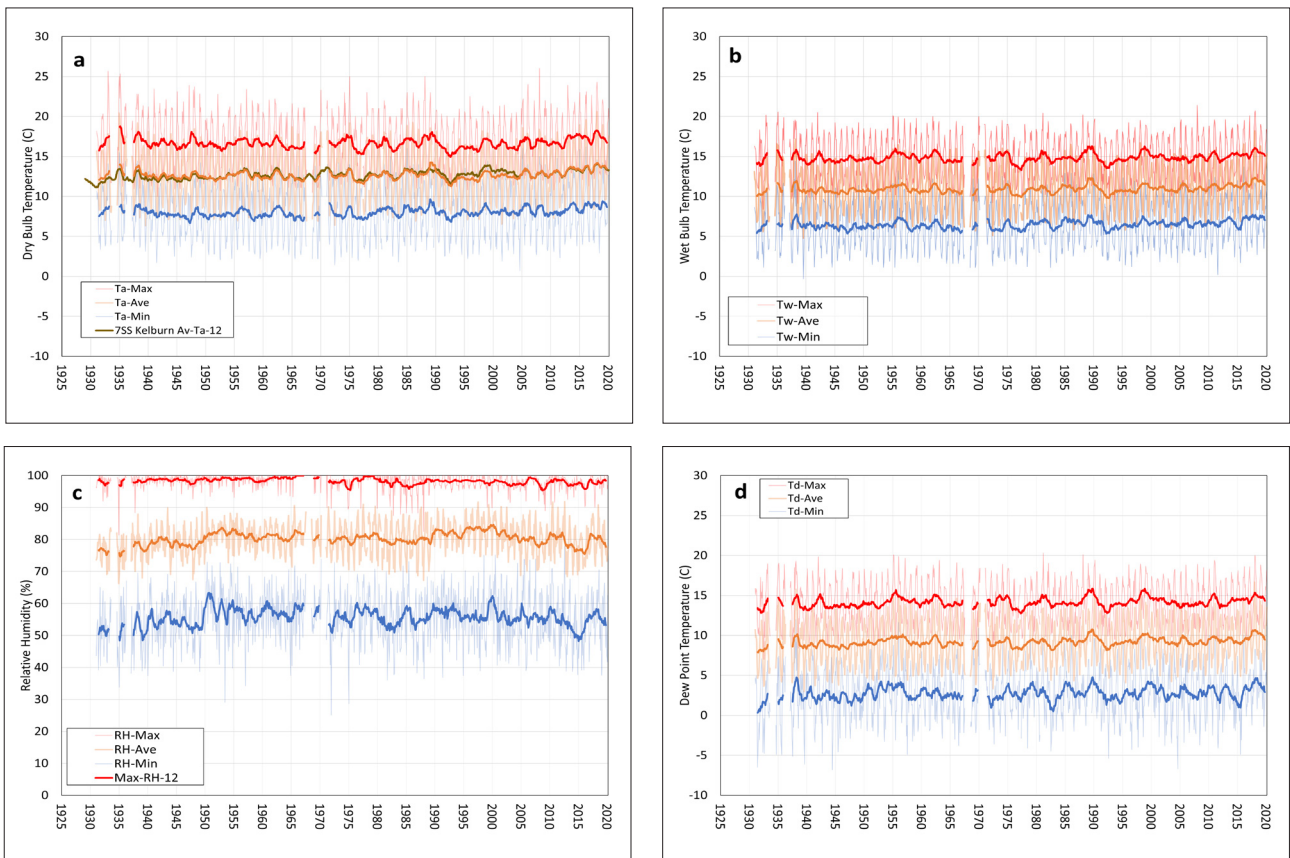 a
Dry Bulb Temperature (C)
30
25
20
15
10
5
0
-5
-10
Ta-Max
Ta-Ave
Ta-Min
7SS Kelburn Av-Ta-12
1925 1930 1935 1940 1945 1950 1955 1960 1965 1970 1975 1980 1985 1990 1995 2000 2005 2010 2015 2020
b
Wet Bulb Temperature (C)
30
25
20
15
10
5
0
-5
-10
Tw-Max
Tw-Ave
Tw-Min
1925 1930 1935 1940 1945 1950 1955 1960 1965 1970 1975 1980 1985 1990 1995 2000 2005 2010 2015 2020
c
Relative Humidity (%)
100
90
80
70
60
50
40
30
20
10
0
RH-Max
RH-Ave
RH-Min
Max-RH-12
1925 1930 1935 1940 1945 1950 1955 1960 1965 1970 1975 1980 1985 1990 1995 2000 2005 2010 2015 2020
d
Dew Point Temperature (C)
30
25
20
15
10
5
0
-5
-10
Td-Max
Td-Ave
Td-Min
1925 1930 1935 1940 1945 1950 1955 1960 1965 1970 1975 1980 1985 1990 1995 2000 2005 2010 2015 2020